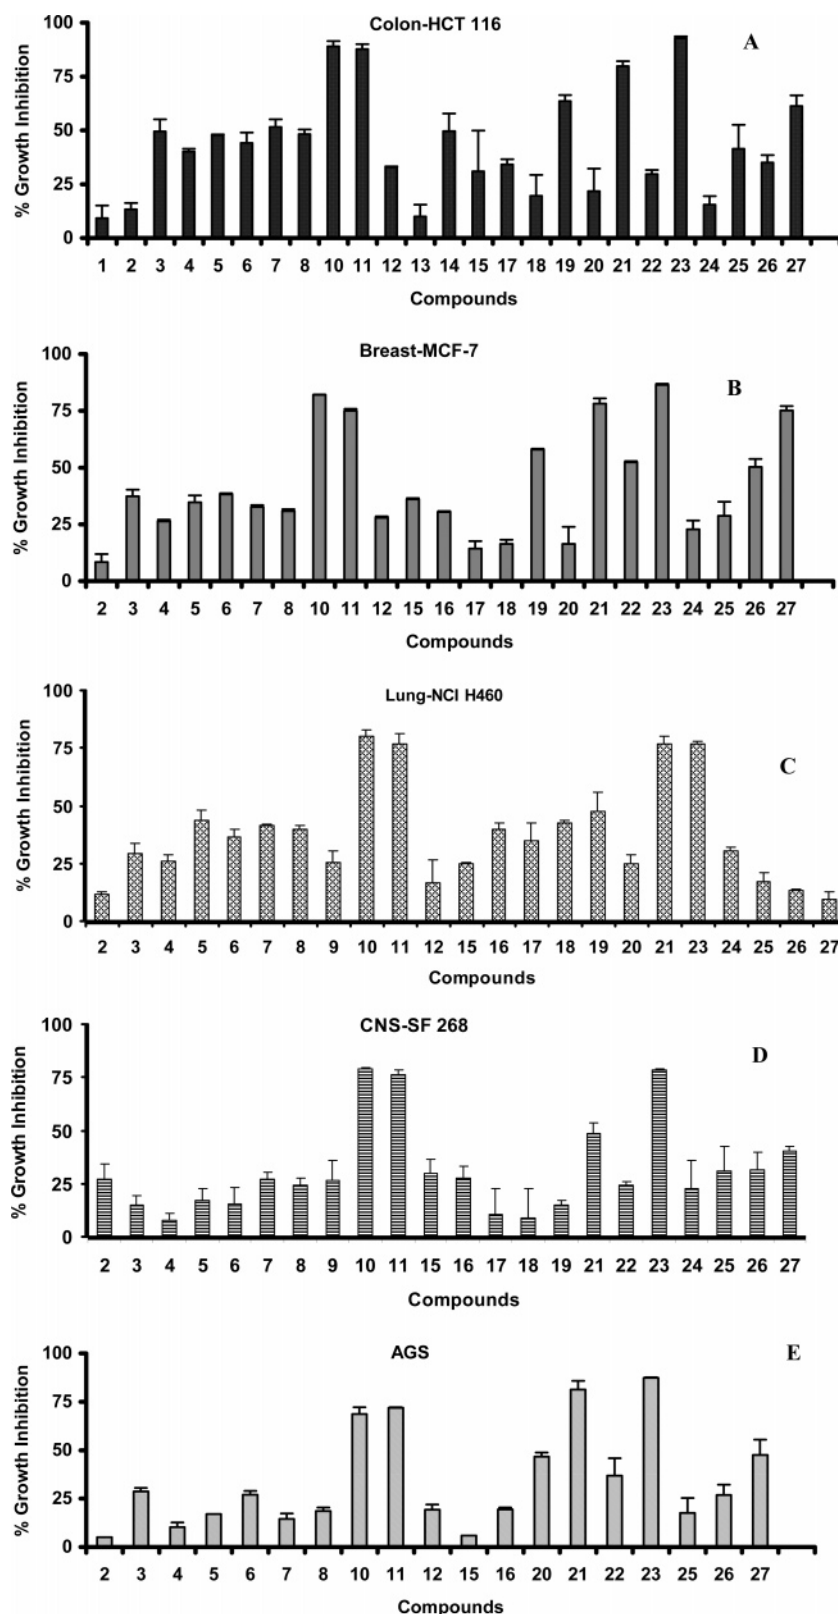 Colon-HCT 116
A
% Growth Inhibition
100
75
50
25
0
1 2 3 4 5 6 7 8 10 11 12 13 14 15 17 18 19 20 21 22 23 24 25 26 27
Compounds
Breast-MCF-7
B
% Growth Inhibition
100
75
50
25
0
2 3 4 5 6 7 8 10 11 12 15 16 17 18 19 20 21 22 23 24 25 26 27
Compounds
Lung-NCI H460
C
% Growth Inhibition
100
75
50
25
0
2 3 4 5 6 7 8 9 10 11 12 15 16 17 18 19 20 21 23 24 25 26 27
Compounds
CNS-SF 268
D
% Growth Inhibition
100
75
50
25
0
2 3 4 5 6 7 8 9 10 11 15 16 17 18 19 21 22 23 24 25 26 27
Compounds
AGS
E
% Growth Inhibition
100
75
50
25
0
2 3 4 5 6 7 8 10 11 12 15 16 20 21 22 23 25 26 27
Compounds